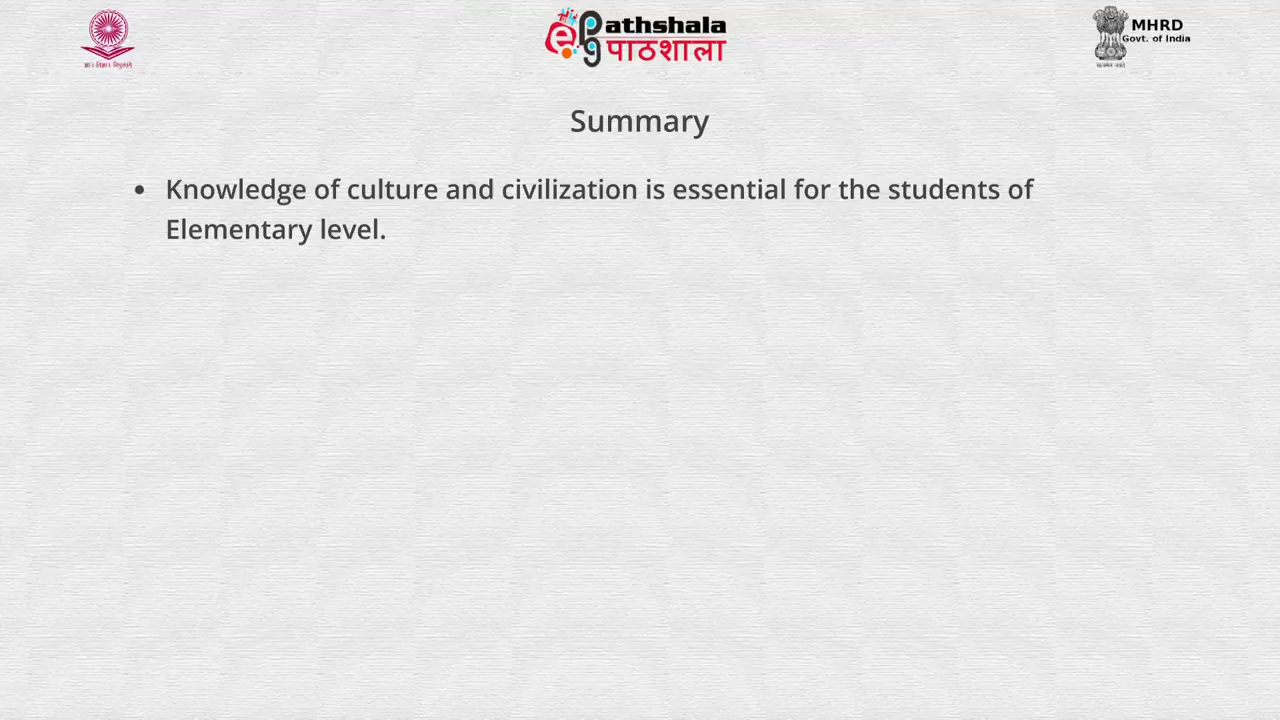 athshala
पाठशाला
MHRD
Govt. of India
Summary
• Knowledge of culture and civilization is essential for the students of
Elementary level.